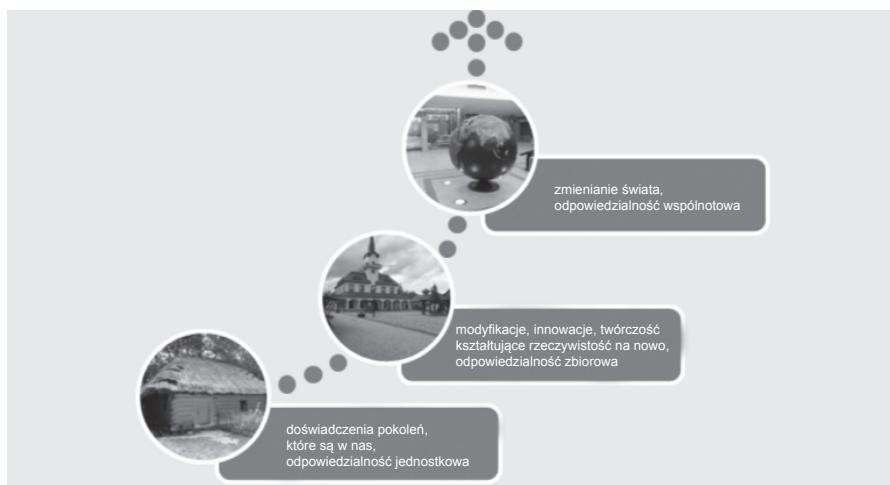 zmienianie świata,
odpowiedzialność wspólnotowa
modyfikacje, innowacje, twórczość
kształtujące rzeczywistość na nowo,
odpowiedzialność zbiorowa
doświadczenia pokoleń,
które są w nas,
odpowiedzialność jednostkowa